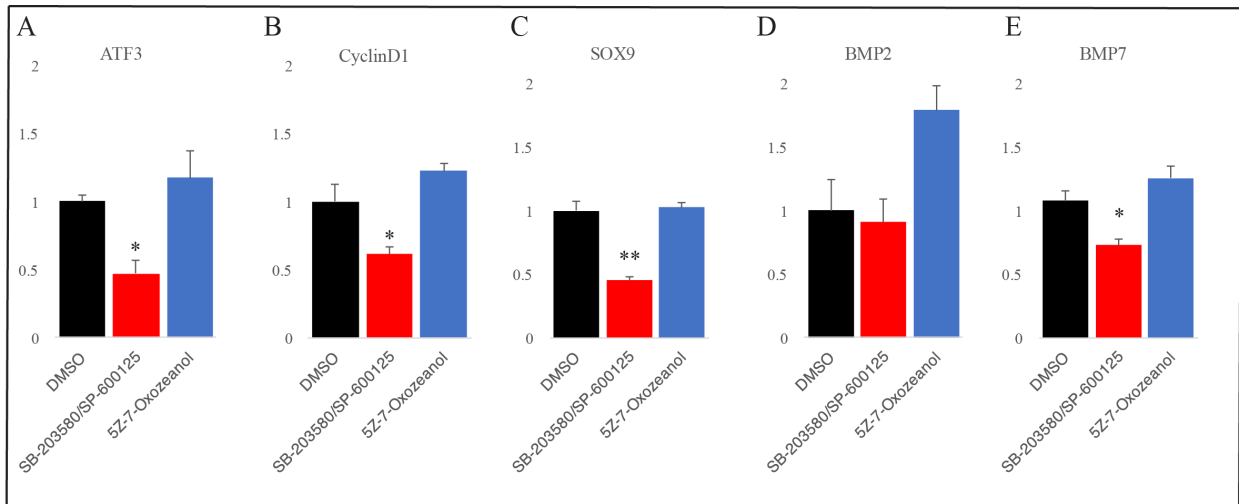 A
B
C
D
E
ATF3
CyclinD1
SOX9
BMP2
BMP7
2
1.5
1
0.5
0
*
DMSO
SB-203580/SP-600125
5Z-7-Oxozeanol
2
1.5
1
0.5
0
*
DMSO
SB-203580/SP-600125
5Z-7-Oxozeanol
2
1.5
1
0.5
0
**
DMSO
SB-203580/SP-600125
5Z-7-Oxozeanol
2
1.5
1
0.5
0
DMSO
SB-203580/SP-600125
5Z-7-Oxozeanol
2
1.5
1
0.5
0
*
DMSO
SB-203580/SP-600125
5Z-7-Oxozeanol